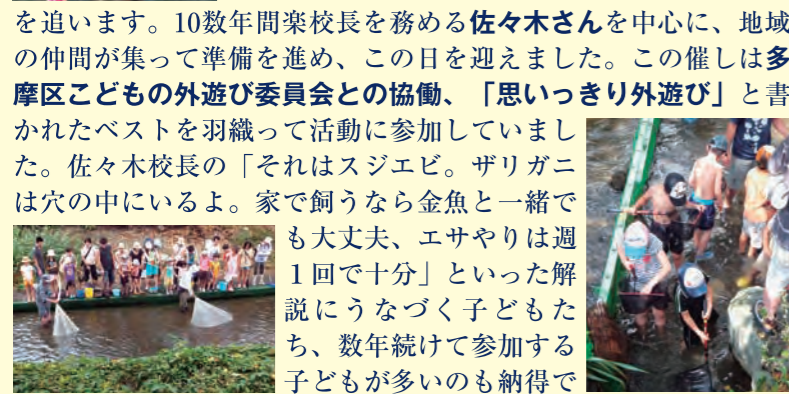 を追います。10数年間楽校長を務める佐々木さんを中心に、地域
の仲間が集って準備を進め、この日を迎えました。この催しは多
摩区こどもの外遊び委員会との協働、「思いっきり外遊び」と書
かれたベストを羽織って活動に参加していまし
た。佐々木校長の「それはスジエビ。ザリガニ
は穴の中にいるよ。家で飼うなら金魚と一緒で
も大丈夫、エサやりは週
１回で十分」といった解
説にうなづく子どもた
ち、数年続けて参加する
子どもが多いのも納得で